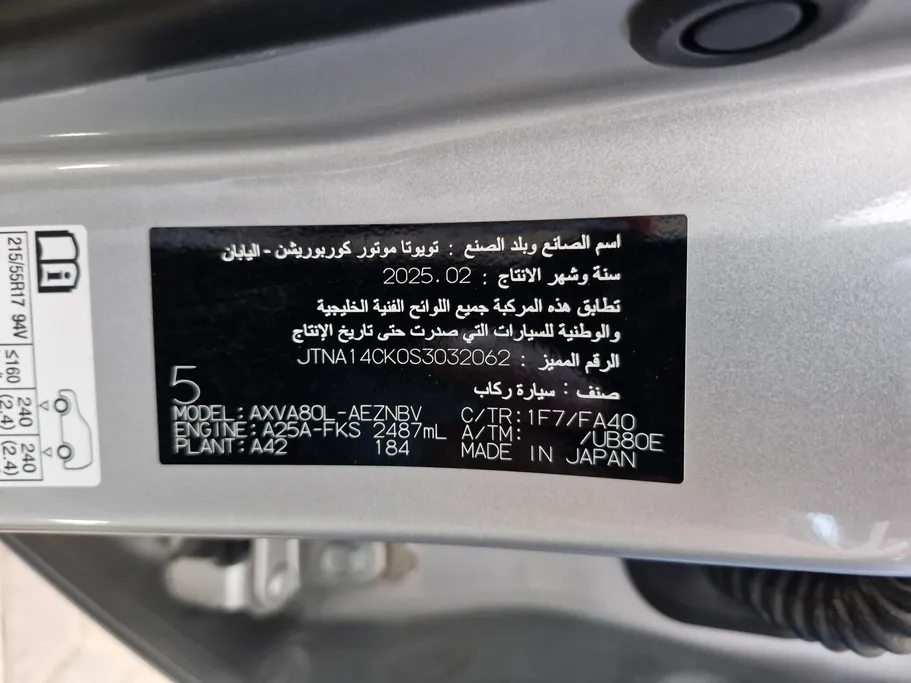 اسم الصانع وبلد الصنع : تويوتا موتور كوربوريشن - اليابان
سنة وشهر الانتاج : 2025.02
تطابق هذه المركبة جميع اللوائح الفنية الخليجية
والوطنية للسيارات التي صدرت حتى تاريخ الإنتاج
الرقم المميز : JTNA14CK0S3032062
صنف : سيارة ركاب
5
MODEL:AXVA80L-AEZNBV C/TR:1F7/FA40
ENGINE:A25A-FKS 2487mL A/TM: /UB80E
PLANT:A42 184 MADE IN JAPAN
215/55R17 94V
≤160 240 (2,4) 240 (2.4)